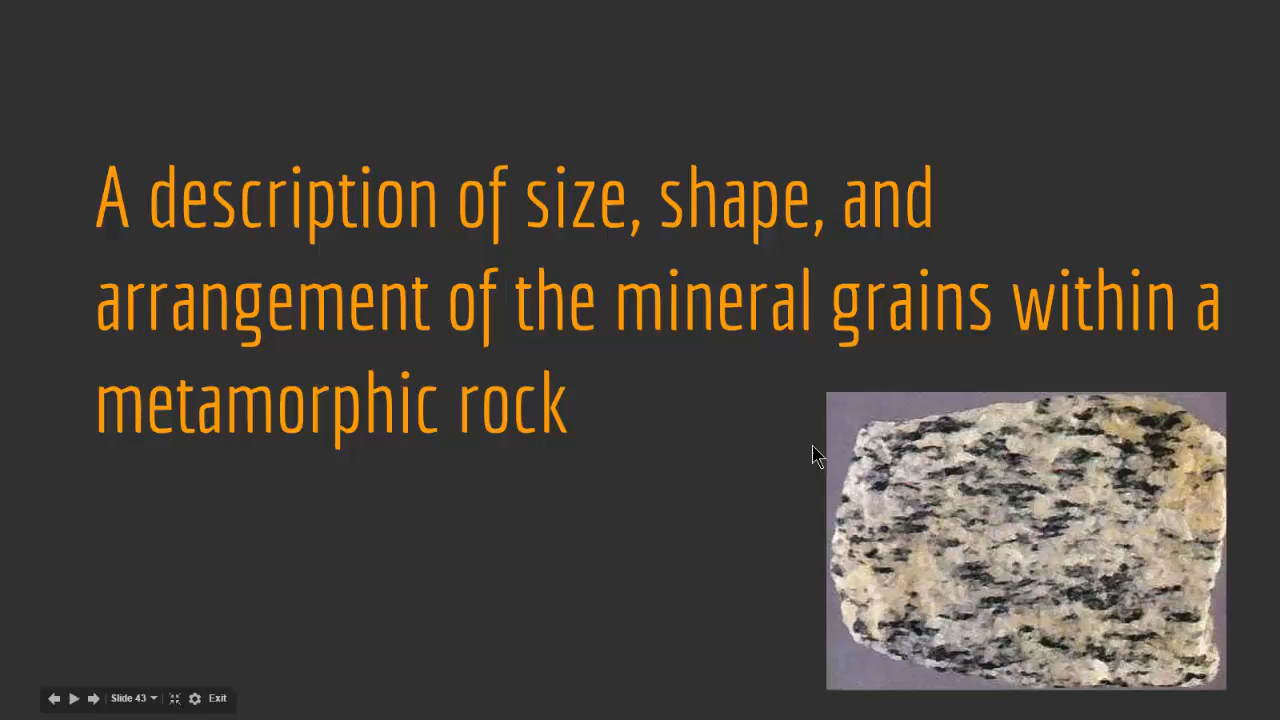 A description of size, shape, and
arrangement of the mineral grains within a
metamorphic rock
Slide 43
Exit